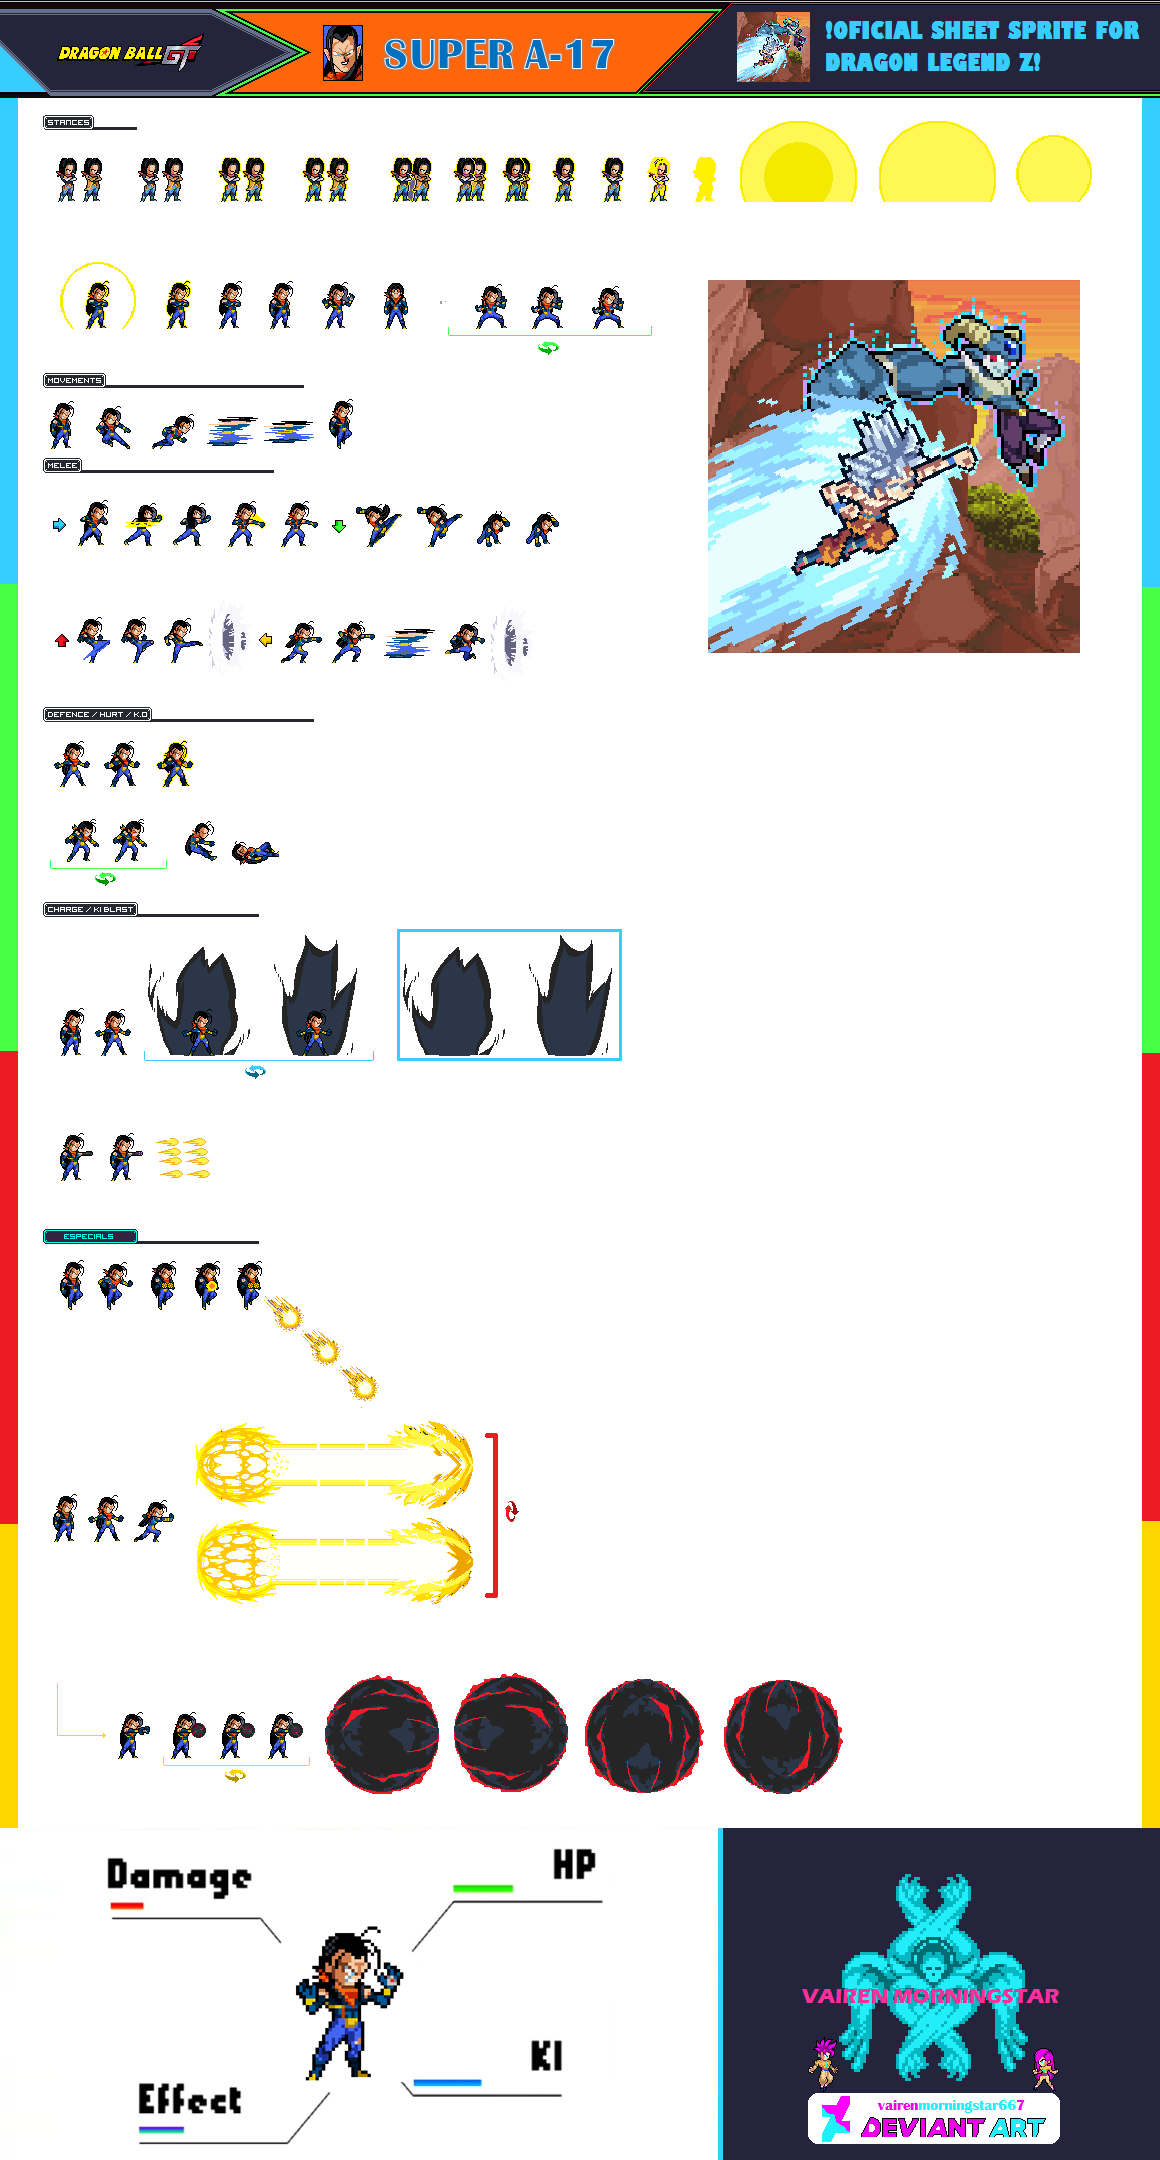 DRAGON BALL GT
SUPER A-17
!OFICIAL SHEET SPRITE FOR
DRAGON LEGEND Z!
STANCES
MOVEMENTS
MELEE
DEFENCE / HURT / K.O
CHARGE / KI BLAST
ESPECIALS
Damage
HP
KI
Effect
VAIREN MORNINGSTAR
vairenmorningstar667
DEVIANT ART